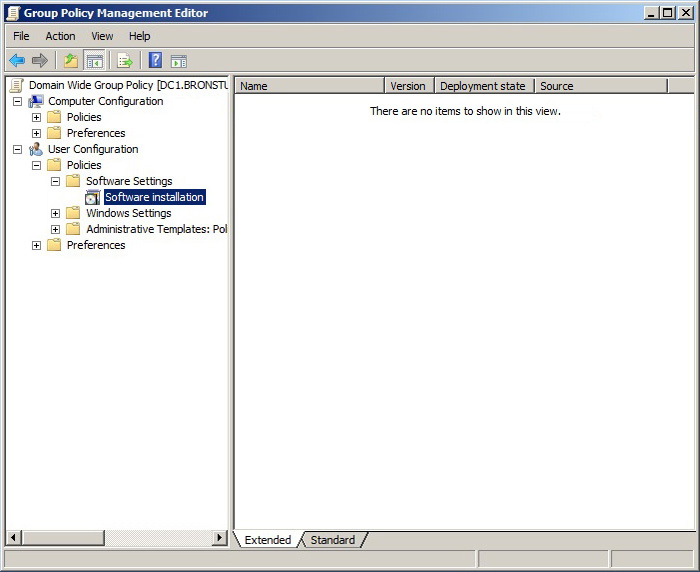 Group Policy Management Editor
File Action View Help
Domain Wide Group Policy [DC1.BRONSTU
Computer Configuration
Policies
Preferences
User Configuration
Policies
Software Settings
Software installation
Windows Settings
Administrative Templates: Pol
Preferences
Name Version Deployment state Source
There are no items to show in this view.
Extended Standard